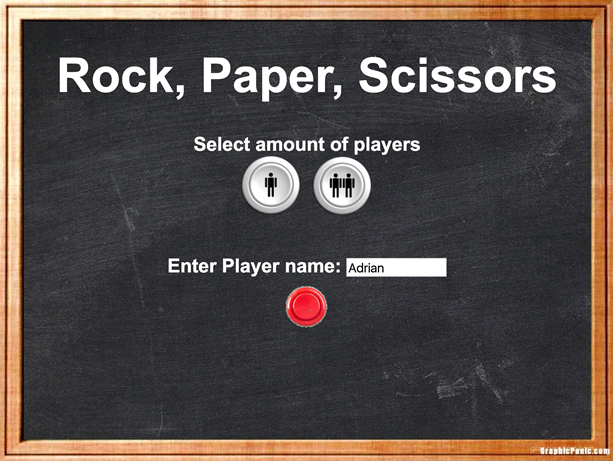 Rock, Paper, Scissors
Select amount of players
Enter Player name: Adrian
GraphicPanic.com